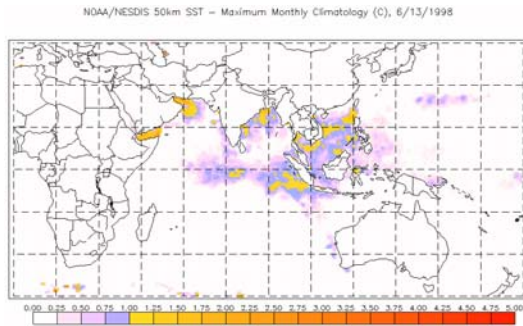 NOAA/NESDIS 50km SST - Maximum Monthly Climatology (C), 6/13/1998
0.00 0.25 0.50 0.75 1.00 1.25 1.50 1.75 2.00 2.25 2.50 2.75 3.00 3.25 3.50 3.75 4.00 4.25 4.50 4.75 5.00